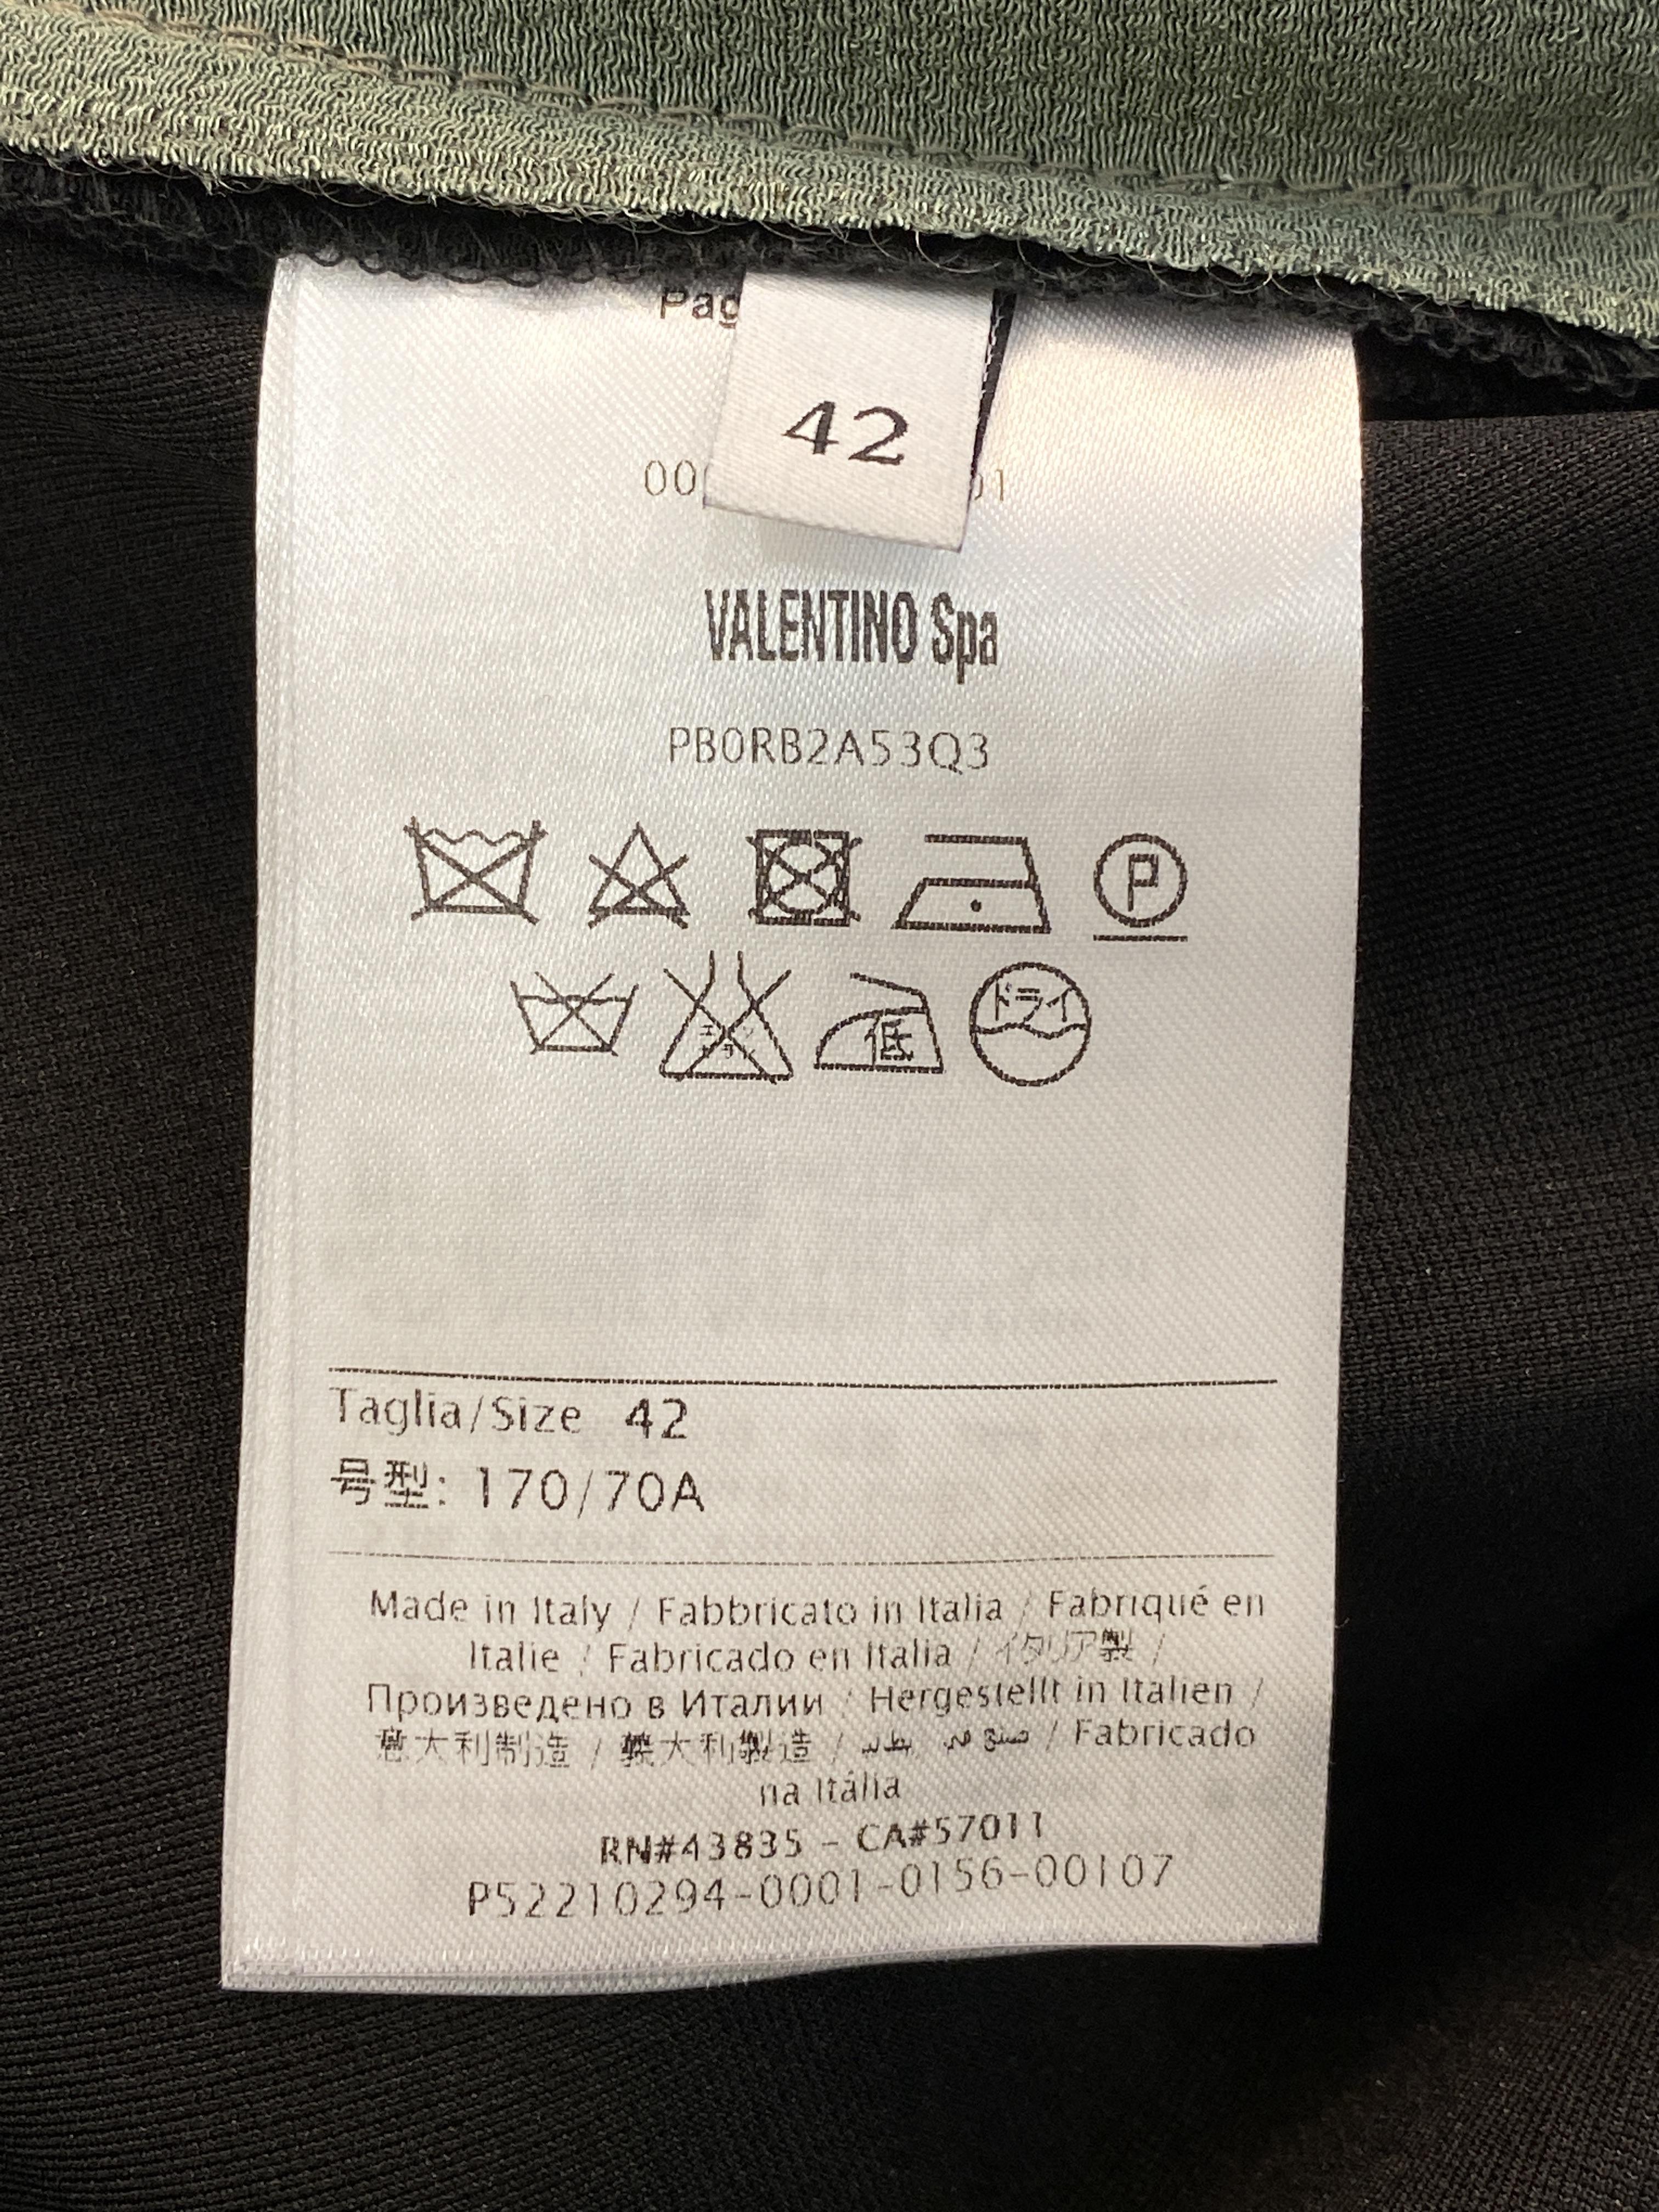 42
VALENTINO Spa
PB0RB2A53Q3
P
低
ドライ
Taglia/Size 42
号型: 170/70A
Made in Italy / Fabbricato in Italia / Fabriqué en
Italie / Fabricado en Italia / イタリア製 /
Произведено в Италии / Hergestellt in Italien /
意大利制造 / 義大利製造 / صنع في / Fabricado
na Itália
RN#43835 - CA#57011
P52210294-0001-0156-00107